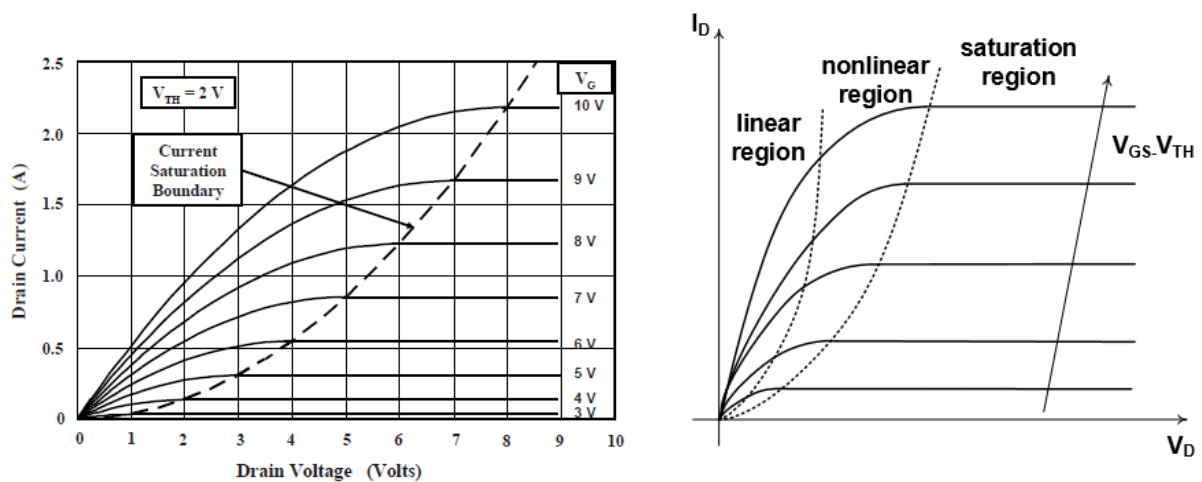 2.5
2.0
1.5
1.0
0.5
0
Drain Current (A)
V_TH = 2 V
Current
Saturation
Boundary
V_G
10 V
9 V
8 V
7 V
6 V
5 V
4 V
3 V
0 1 2 3 4 5 6 7 8 9 10
Drain Voltage (Volts)
I_D
linear
region
nonlinear
region
saturation
region
V_GS-V_TH
V_D